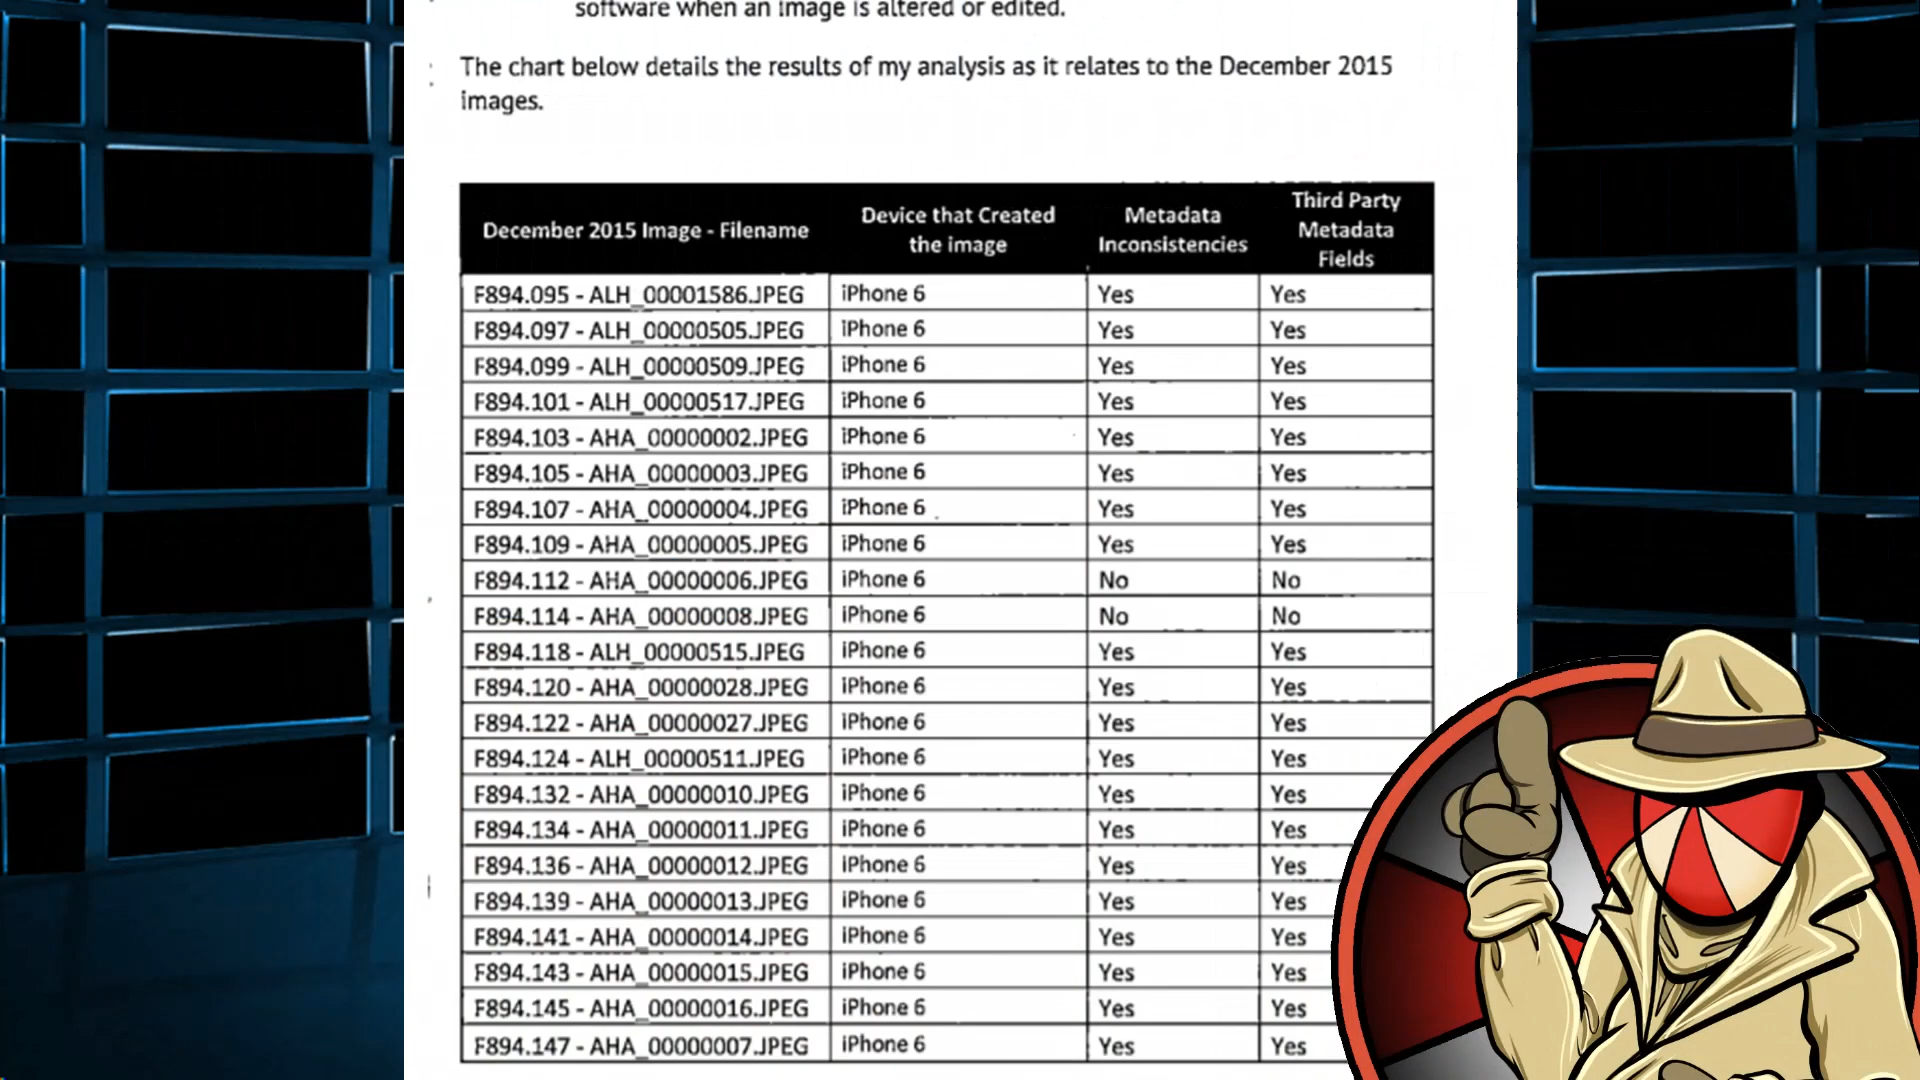 software when an image is altered or edited.
The chart below details the results of my analysis as it relates to the December 2015
images.
December 2015 Image - Filename | Device that Created the image | Metadata Inconsistencies | Third Party Metadata Fields
F894.095 - ALH_00001586.JPEG | iPhone 6 | Yes | Yes
F894.097 - ALH_00000505.JPEG | iPhone 6 | Yes | Yes
F894.099 - ALH_00000509.JPEG | iPhone 6 | Yes | Yes
F894.101 - ALH_00000517.JPEG | iPhone 6 | Yes | Yes
F894.103 - AHA_00000002.JPEG | iPhone 6 | Yes | Yes
F894.105 - AHA_00000003.JPEG | iPhone 6 | Yes | Yes
F894.107 - AHA_00000004.JPEG | iPhone 6 | Yes | Yes
F894.109 - AHA_00000005.JPEG | iPhone 6 | Yes | Yes
F894.112 - AHA_00000006.JPEG | iPhone 6 | No | No
F894.114 - AHA_00000008.JPEG | iPhone 6 | No | No
F894.118 - ALH_00000515.JPEG | iPhone 6 | Yes | Yes
F894.120 - AHA_00000028.JPEG | iPhone 6 | Yes | Yes
F894.122 - AHA_00000027.JPEG | iPhone 6 | Yes | Yes
F894.124 - ALH_00000511.JPEG | iPhone 6 | Yes | Yes
F894.132 - AHA_00000010.JPEG | iPhone 6 | Yes | Yes
F894.134 - AHA_00000011.JPEG | iPhone 6 | Yes | Yes
F894.136 - AHA_00000012.JPEG | iPhone 6 | Yes | Yes
F894.139 - AHA_00000013.JPEG | iPhone 6 | Yes | Yes
F894.141 - AHA_00000014.JPEG | iPhone 6 | Yes | Yes
F894.143 - AHA_00000015.JPEG | iPhone 6 | Yes | Yes
F894.145 - AHA_00000016.JPEG | iPhone 6 | Yes | Yes
F894.147 - AHA_00000007.JPEG | iPhone 6 | Yes | Yes